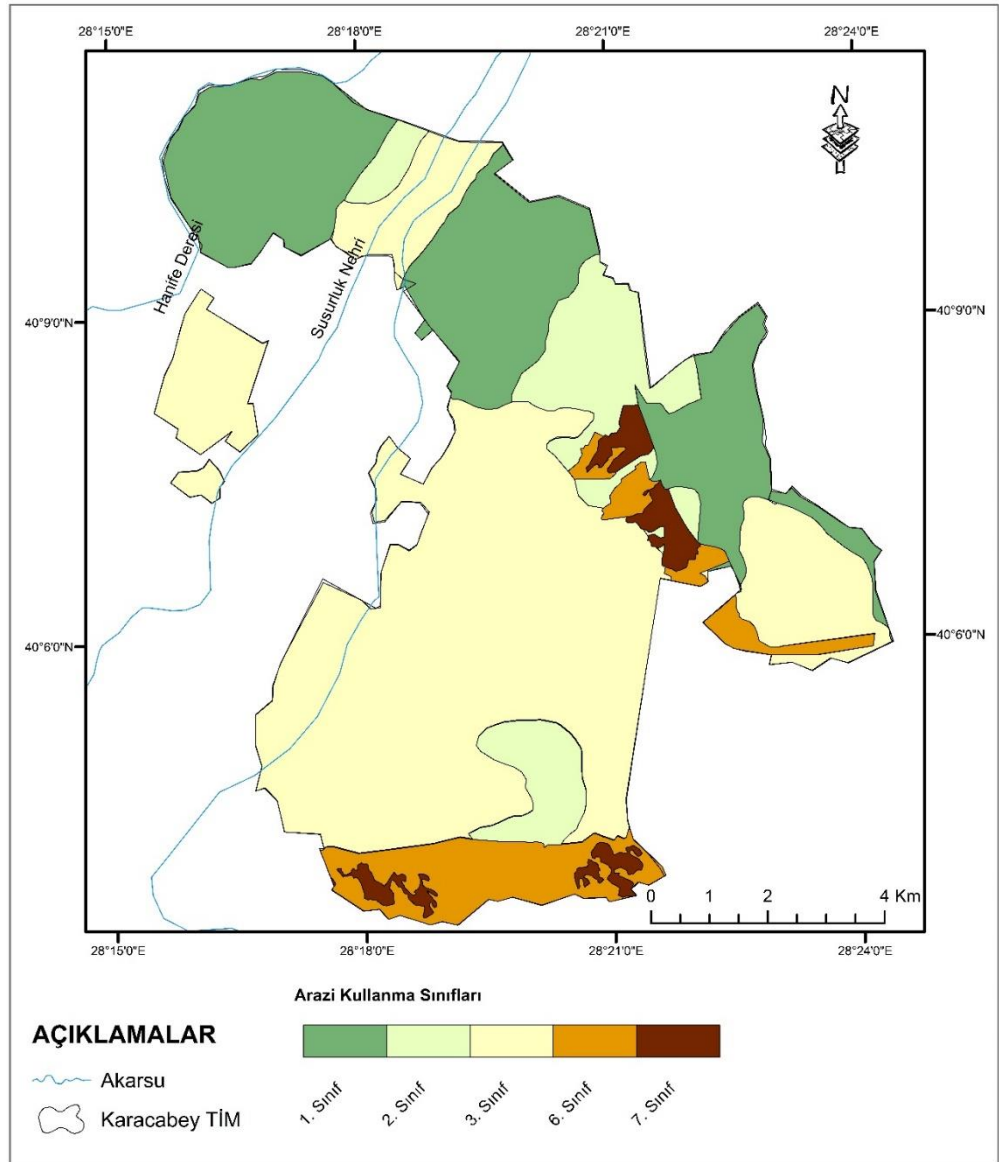 28°15'0"E 28°18'0"E 28°21'0"E 28°24'0"E
N
Hanife Deresi
Susurluk Nehri
40°9'0"N 40°9'0"N
40°6'0"N 40°6'0"N
0 1 2 4 Km
28°15'0"E 28°18'0"E 28°21'0"E 28°24'0"E
Arazi Kullanma Sınıfları
AÇIKLAMALAR
Akarsu
Karacabey TİM
1. Sınıf 2. Sınıf 3. Sınıf 6. Sınıf 7. Sınıf